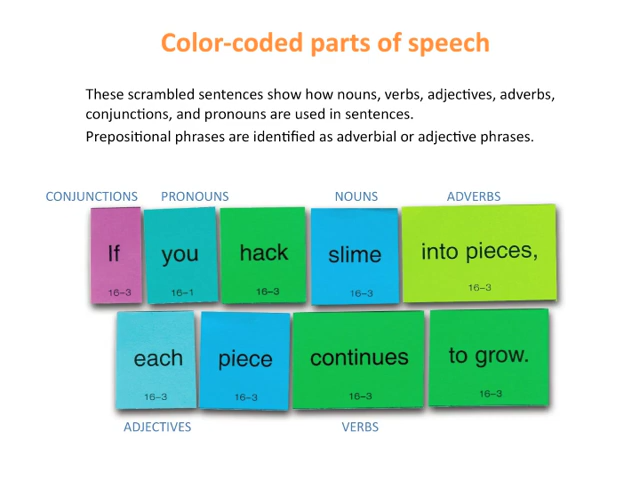 Color-coded parts of speech
These scrambled sentences show how nouns, verbs, adjectives, adverbs,
conjunctions, and pronouns are used in sentences.
Prepositional phrases are identified as adverbial or adjective phrases.
CONJUNCTIONS PRONOUNS NOUNS ADVERBS
If you hack slime into pieces,
16–3 16–1 16–3 16–3 16–3
each piece continues to grow.
16–3 16–3 16–3 16–3
ADJECTIVES VERBS